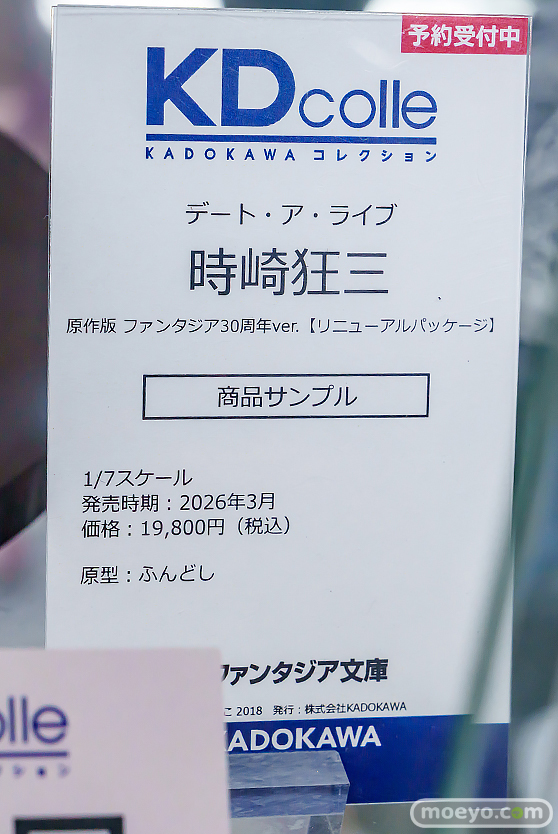 予約受付中
KDcolle
KADOKAWA コレクション
デート・ア・ライブ
時崎狂三
原作版 ファンタジア30周年ver.【リニューアルパッケージ】
商品サンプル
1/7スケール
発売時期：2026年3月
価格：19,800円（税込）
原型：ふんどし
ファンタジア文庫
こ 2018 発行：株式会社KADOKAWA
KADOKAWA
olle
クション
moeyo.com